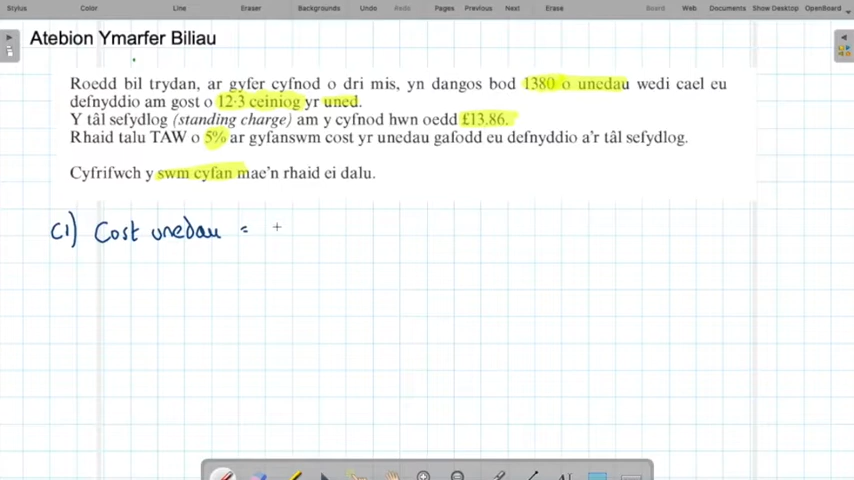 Stylus Color Line Eraser Backgrounds Undo Redo Pages Previous Next Erase Board Web Documents Show Desktop OpenBoard
Atebion Ymarfer Biliau
Roedd bil trydan, ar gyfer cyfnod o dri mis, yn dangos bod 1380 o unedau wedi cael eu
defnyddio am gost o 12·3 ceiniog yr uned.
Y tâl sefydlog (standing charge) am y cyfnod hwn oedd £13.86.
Rhaid talu TAW o 5% ar gyfanswm cost yr unedau gafodd eu defnyddio a'r tâl sefydlog.
Cyfrifwch y swm cyfan mae'n rhaid ei dalu.
C1) Cost unedau =